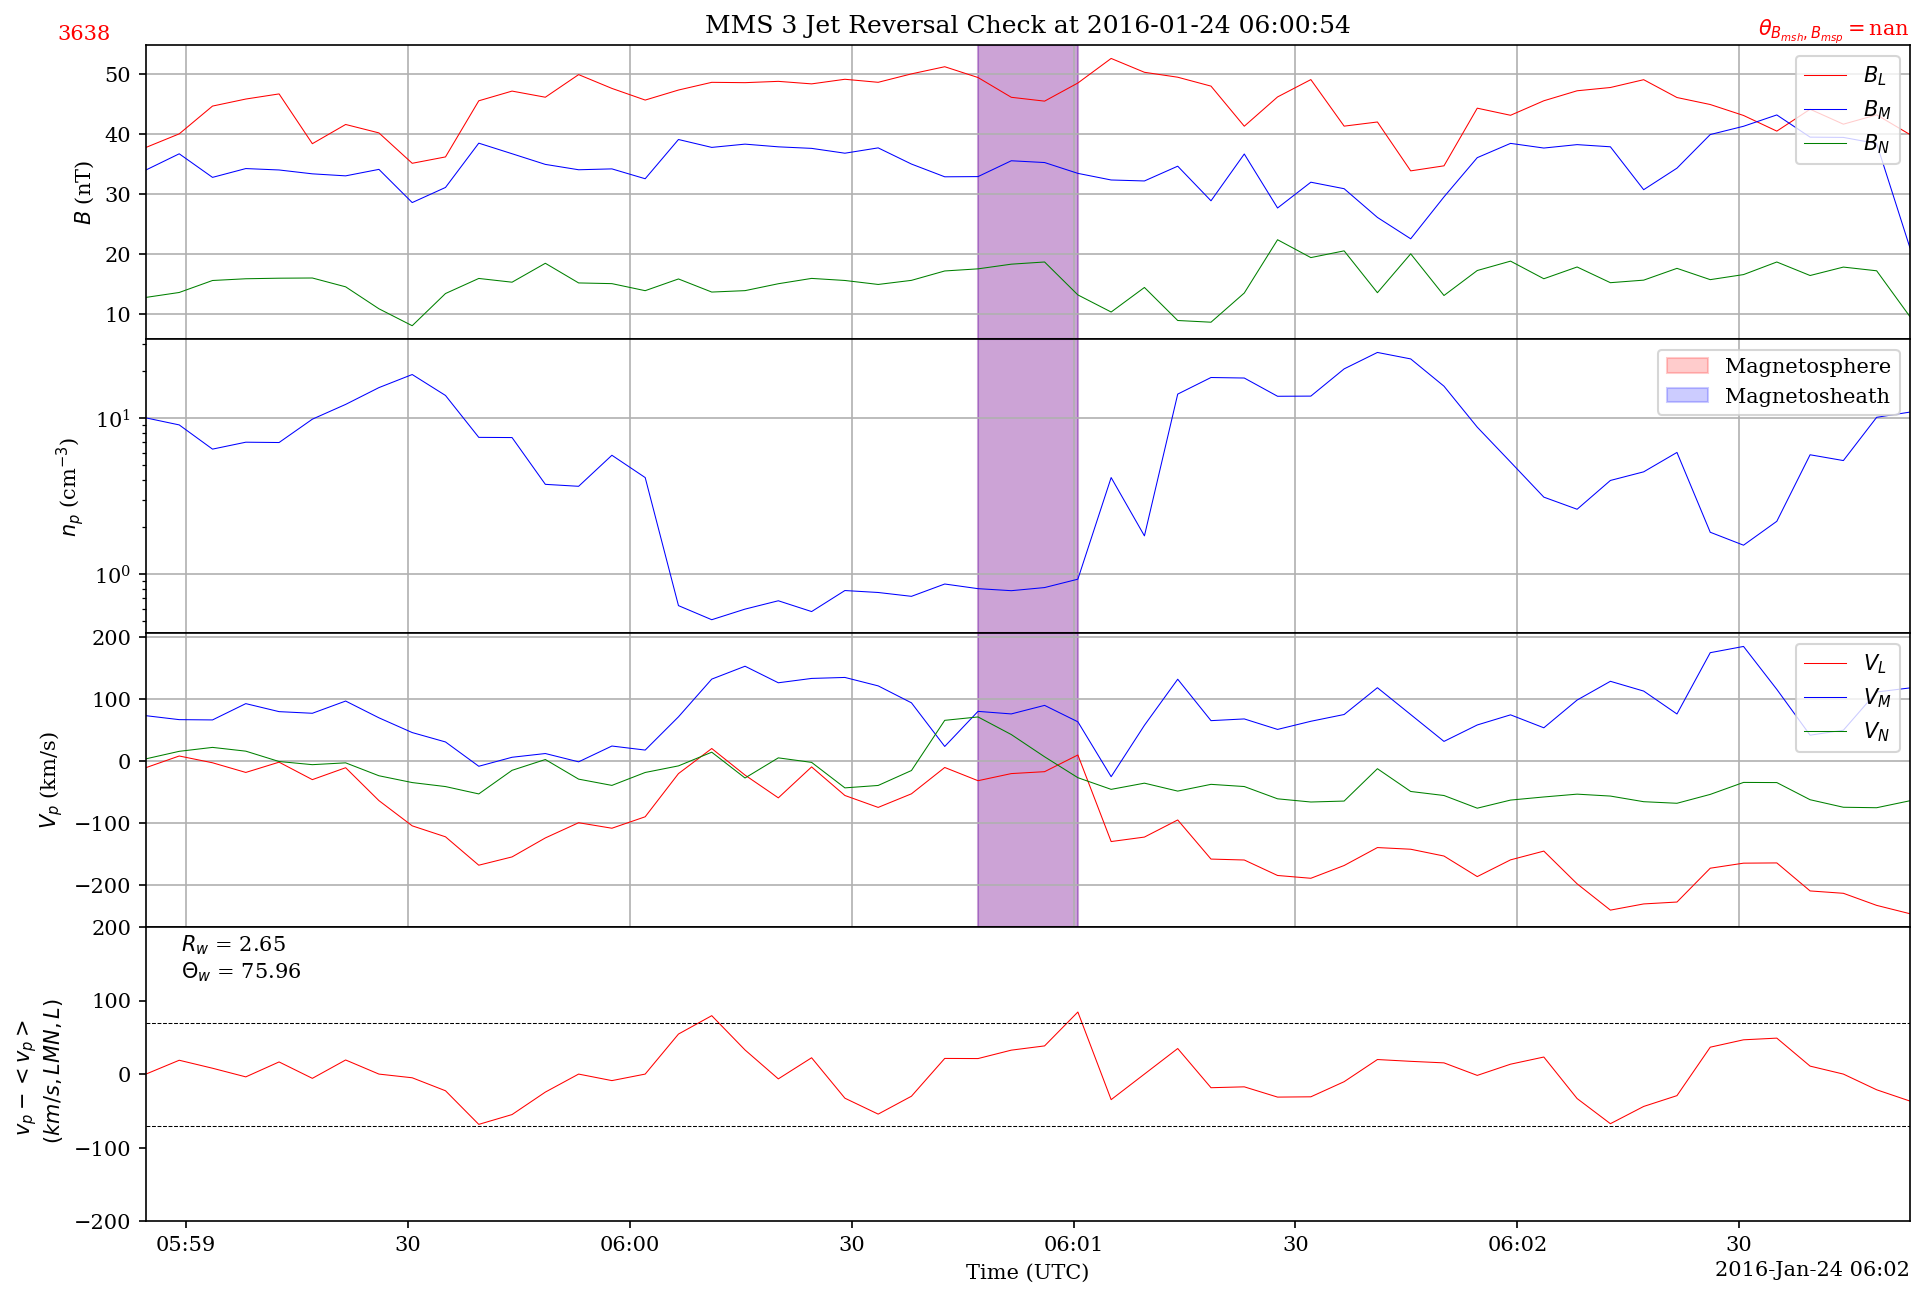 MMS 3 Jet Reversal Check at 2016-01-24 06:00:54
3638
θ_{B_{msh}, B_{msp}} = nan
B (nT)
50
40
30
20
10
B_L
B_M
B_N
n_p (cm^{-3})
10^1
10^0
Magnetosphere
Magnetosheath
V_p (km/s)
200
100
0
−100
−200
V_L
V_M
V_N
v_p − < v_p >
(km/s, LMN, L)
200
100
0
−100
−200
R_w = 2.65
Θ_w = 75.96
05:59 30 06:00 30 06:01 30 06:02 30
Time (UTC)
2016-Jan-24 06:02